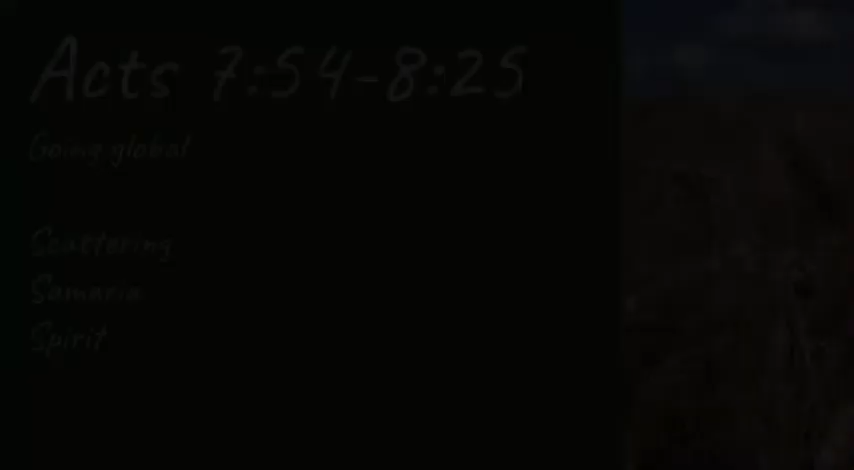 Acts 7:54-8:25
Going global
Scattering
Samaria
Spirit